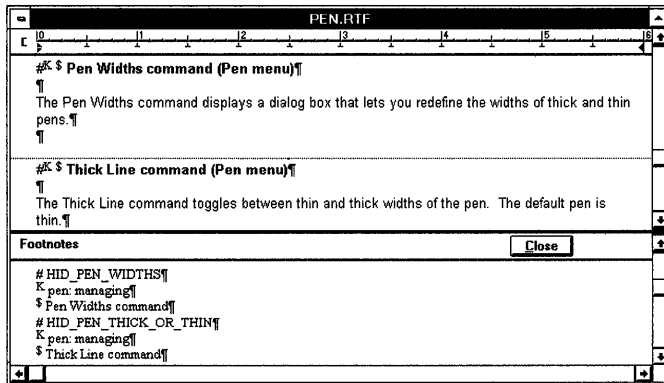 PEN.RTF
0 1 2 3 4 5 6
#K $ Pen Widths command (Pen menu)¶
¶
The Pen Widths command displays a dialog box that lets you redefine the widths of thick and thin
pens.¶
¶
#K $ Thick Line command (Pen menu)¶
¶
The Thick Line command toggles between thin and thick widths of the pen.  The default pen is
thin.¶
Footnotes Close
# HID_PEN_WIDTHS¶
K pen: managing¶
$ Pen Widths command¶
# HID_PEN_THICK_OR_THIN¶
K pen: managing¶
$ Thick Line command¶